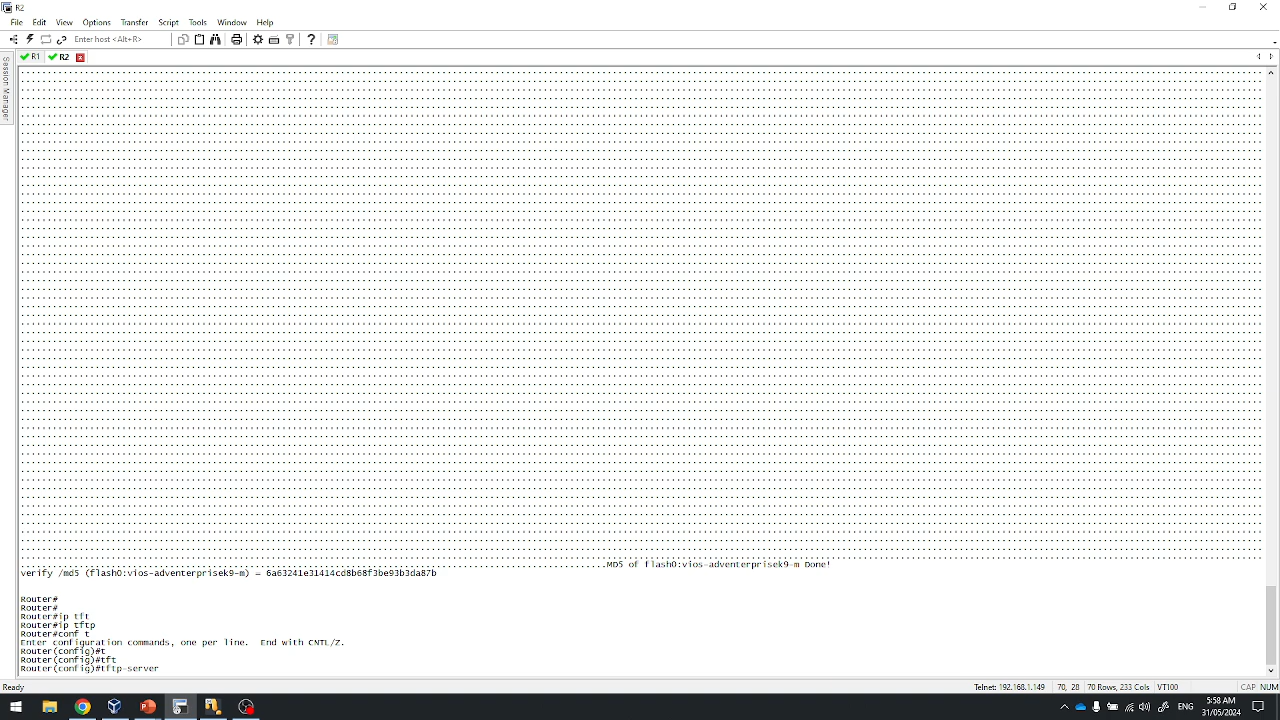 R2
File Edit View Options Transfer Script Tools Window Help
Enter host <Alt+R>
R1 R2
Session Manager
.MD5 of flash0:vios-adventerprisek9-m Done!
verify /md5 (flash0:vios-adventerprisek9-m) = 6a63241e31414cd8b68f3be93b3da87b
Router#
Router#
Router#ip tft
Router#ip tftp
Router#conf t
Enter configuration commands, one per line.  End with CNTL/Z.
Router(config)#t
Router(config)#tft
Router(config)#tftp-server
Ready Telnet: 192.168.1.149 70, 28 70 Rows, 233 Cols VT100 CAP NUM
ENG 5:58 AM
31/05/2024